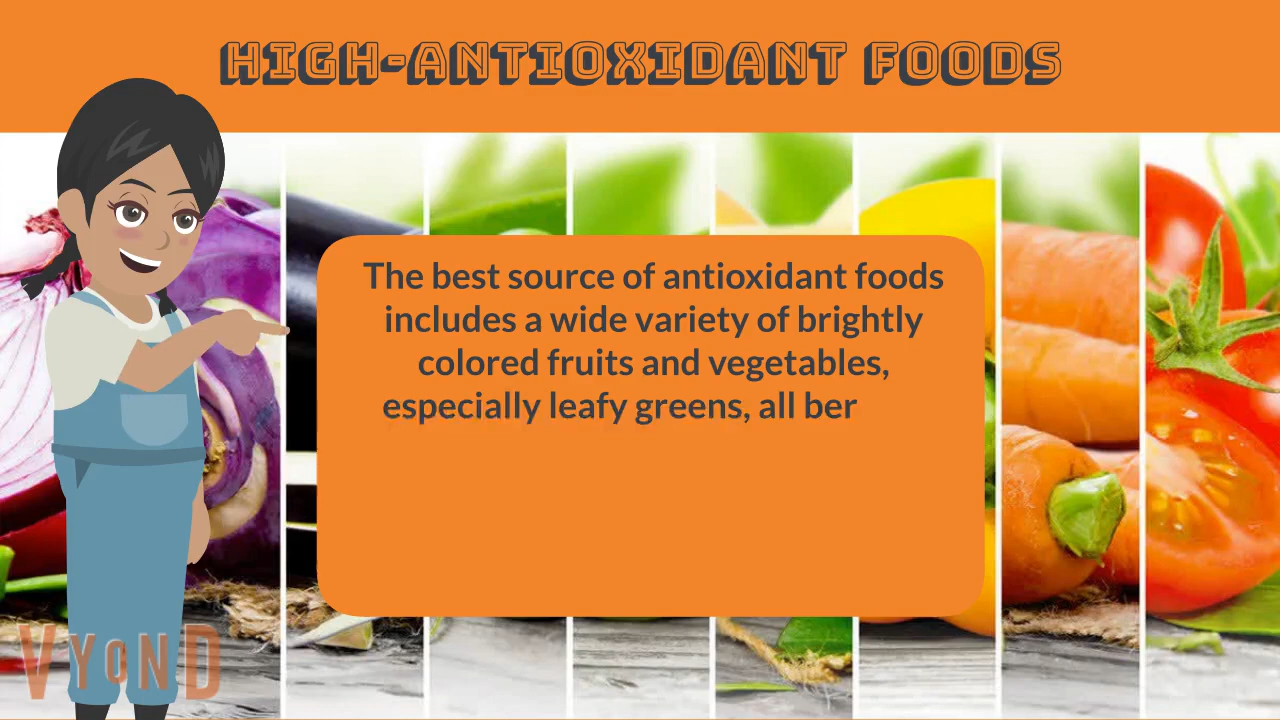 HIGH-ANTIOXIDANT FOODS
The best source of antioxidant foods
includes a wide variety of brightly
colored fruits and vegetables,
especially leafy greens, all ber
VYOND